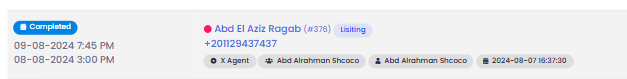 Completed
09-08-2024 7:45 PM
08-08-2024 3:00 PM
Abd El Aziz Ragab (#376) Lisiting
+201129437437
X Agent Abd Alrahman Shcoco Abd Alrahman Shcoco 2024-08-07 16:37:30